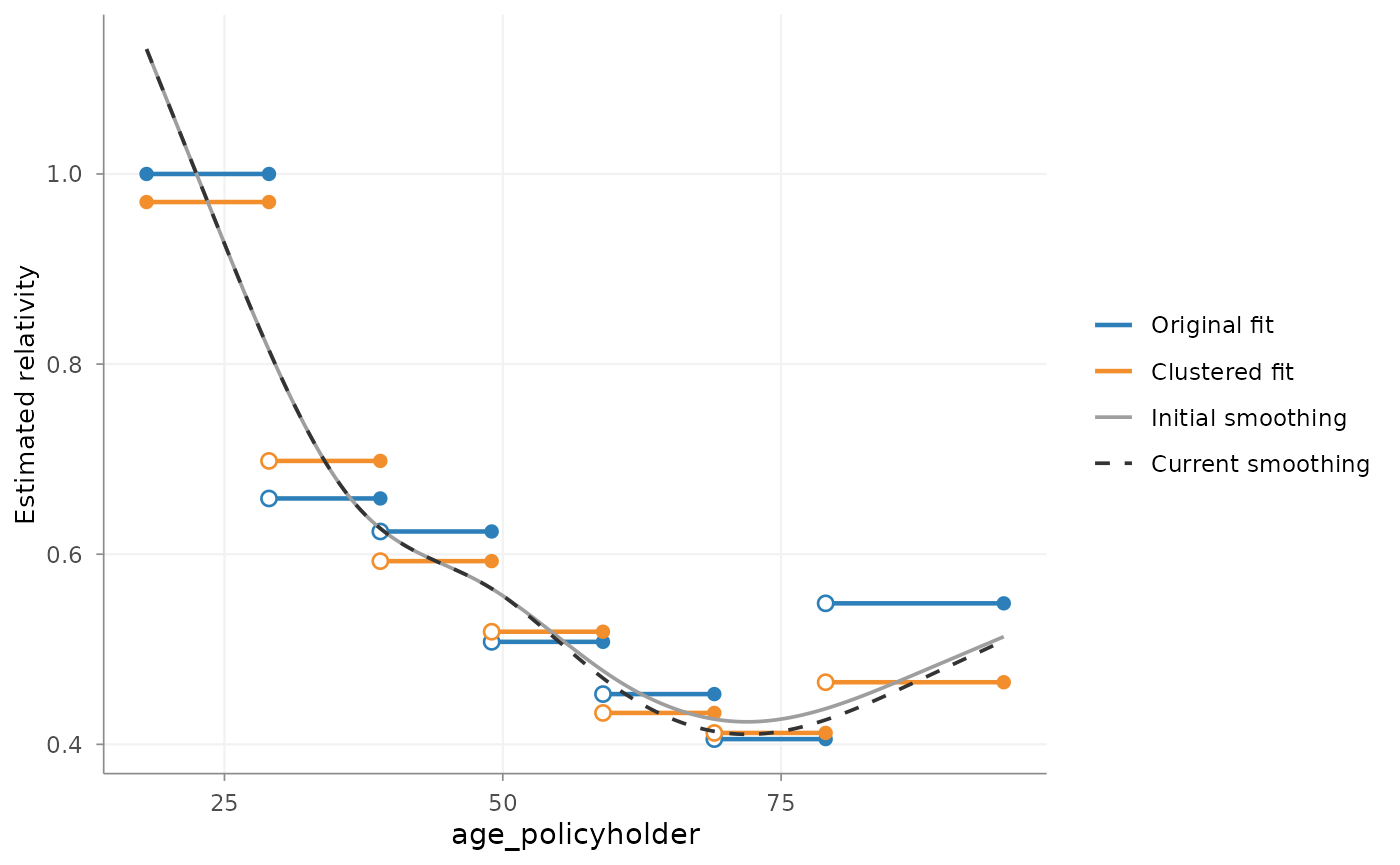 Estimated relativity
1.0
0.8
0.6
0.4
25
50
75
age_policyholder
Original fit
Clustered fit
Initial smoothing
Current smoothing